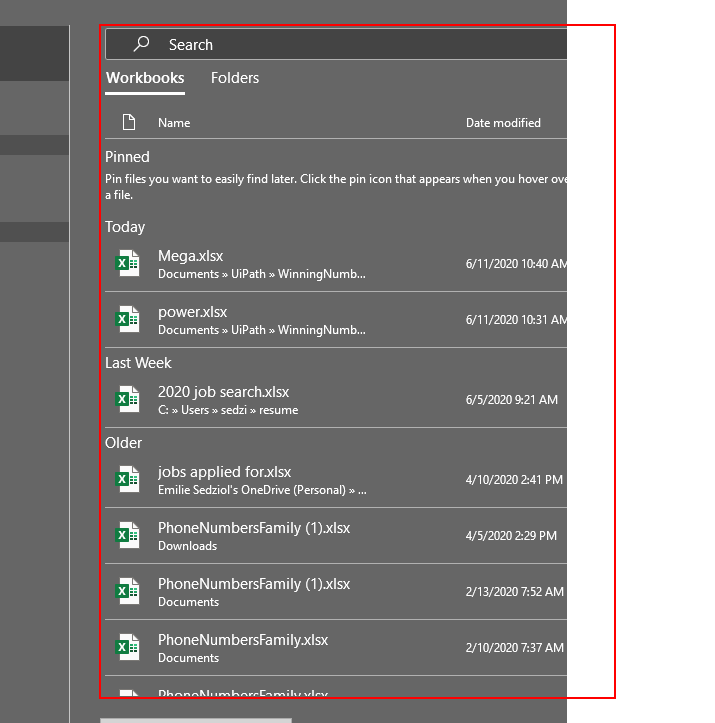 Search
Workbooks Folders
Name Date modified
Pinned
Pin files you want to easily find later. Click the pin icon that appears when you hover ove
a file.
Today
Mega.xlsx
Documents » UiPath » WinningNumb... 6/11/2020 10:40 AM
power.xlsx
Documents » UiPath » WinningNumb... 6/11/2020 10:31 AM
Last Week
2020 job search.xlsx
C: » Users » sedzi » resume 6/5/2020 9:21 AM
Older
jobs applied for.xlsx
Emilie Sedziol's OneDrive (Personal) » ... 4/10/2020 2:41 PM
PhoneNumbersFamily (1).xlsx
Downloads 4/5/2020 2:29 PM
PhoneNumbersFamily (1).xlsx
Documents 2/13/2020 7:52 AM
PhoneNumbersFamily.xlsx
Documents 2/10/2020 7:37 AM
PhoneNumbersFamily.xlsx